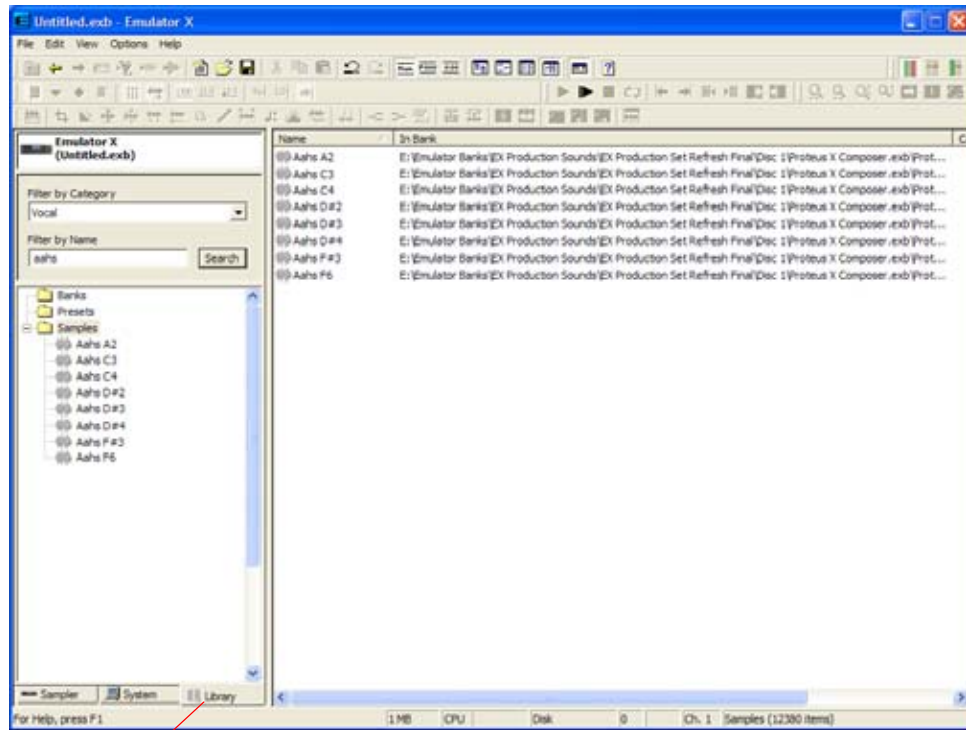 Untitled.exb - Emulator X
File Edit View Options Help
Emulator X
(Untitled.exb)
Filter by Category
Vocal
Filter by Name
aahs
Search
Banks
Presets
Samples
Aahs A2
Aahs C3
Aahs C4
Aahs D#2
Aahs D#3
Aahs D#4
Aahs F#3
Aahs F6
Sampler System Library
Name In Bank C
Aahs A2 E:\Emulator Banks\EX Production Sounds\EX Production Set Refresh Final\Disc 1\Proteus X Composer.exb\Prot...
Aahs C3 E:\Emulator Banks\EX Production Sounds\EX Production Set Refresh Final\Disc 1\Proteus X Composer.exb\Prot...
Aahs C4 E:\Emulator Banks\EX Production Sounds\EX Production Set Refresh Final\Disc 1\Proteus X Composer.exb\Prot...
Aahs D#2 E:\Emulator Banks\EX Production Sounds\EX Production Set Refresh Final\Disc 1\Proteus X Composer.exb\Prot...
Aahs D#3 E:\Emulator Banks\EX Production Sounds\EX Production Set Refresh Final\Disc 1\Proteus X Composer.exb\Prot...
Aahs D#4 E:\Emulator Banks\EX Production Sounds\EX Production Set Refresh Final\Disc 1\Proteus X Composer.exb\Prot...
Aahs F#3 E:\Emulator Banks\EX Production Sounds\EX Production Set Refresh Final\Disc 1\Proteus X Composer.exb\Prot...
Aahs F6 E:\Emulator Banks\EX Production Sounds\EX Production Set Refresh Final\Disc 1\Proteus X Composer.exb\Prot...
For Help, press F1 1 MB CPU Disk 0 Ch. 1 Samples (12380 items)